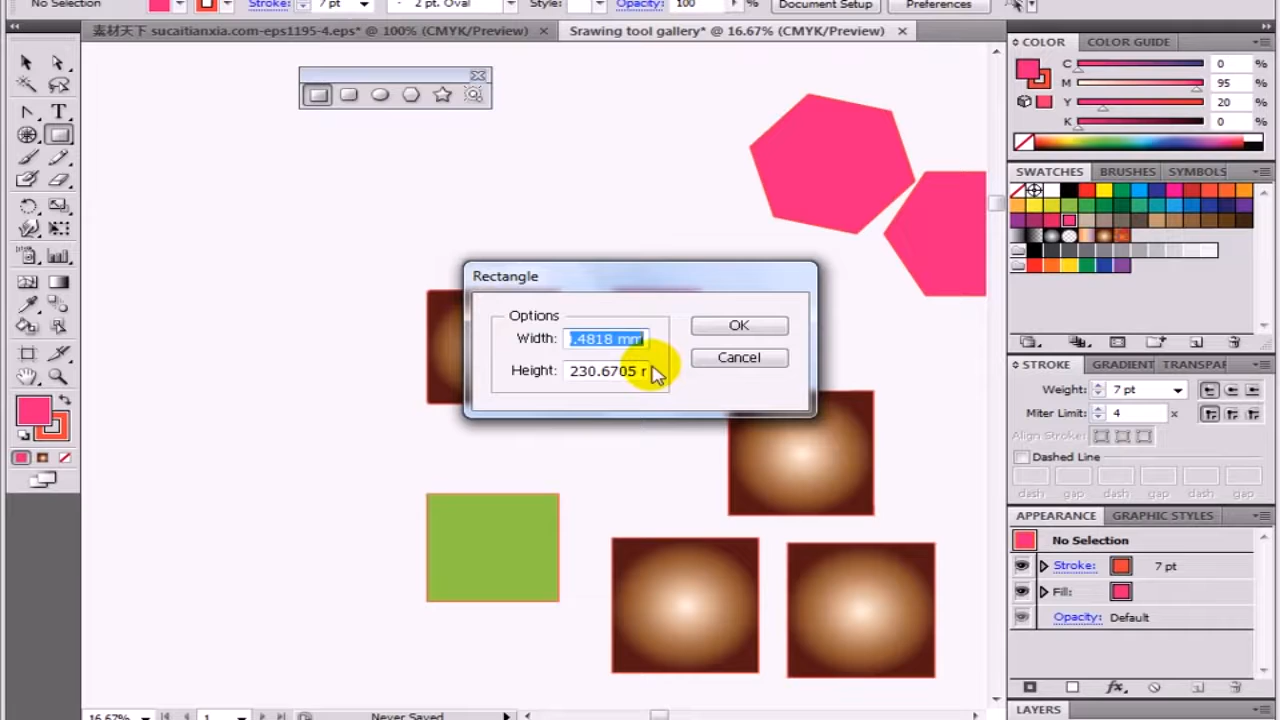 No Selection Stroke: 7 pt 2 pt. Oval Style: Opacity: 100 % Document Setup Preferences
素材天下 sucaitianxia.com-eps1195-4.eps* @ 100% (CMYK/Preview) Srawing tool gallery* @ 16.67% (CMYK/Preview)
COLOR COLOR GUIDE
C 0 %
M 95 %
Y 20 %
K 0 %
SWATCHES BRUSHES SYMBOLS
Rectangle
Options
Width: .4818 mm
Height: 230.6705 r
OK
Cancel
STROKE GRADIENT TRANSPAR
Weight: 7 pt
Miter Limit: 4 x
Align Stroke:
Dashed Line
dash gap dash gap dash gap
APPEARANCE GRAPHIC STYLES
No Selection
Stroke: 7 pt
Fill:
Opacity: Default
fx
LAYERS
16.67% 1 Never Saved